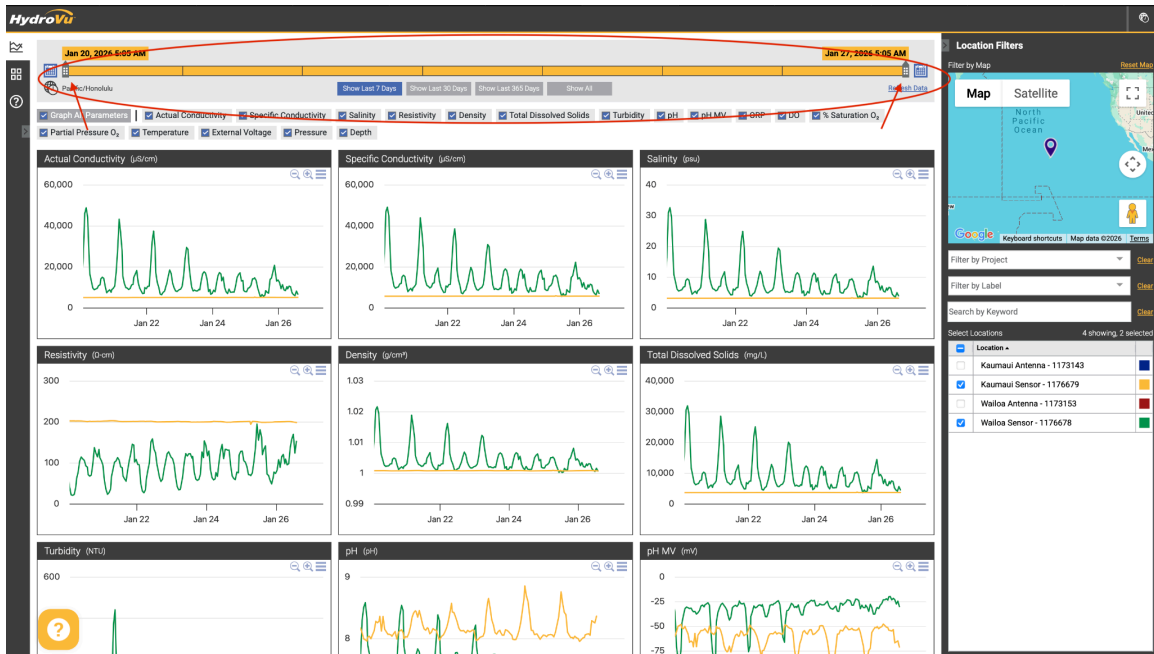 HydroVu
Jan 20, 2026 5:05 AM
Jan 27, 2026 5:05 AM
Pacific/Honolulu
Show Last 7 Days
Show Last 30 Days
Show Last 365 Days
Show All
Refresh Data
Graph All Parameters
Actual Conductivity
Specific Conductivity
Salinity
Resistivity
Density
Total Dissolved Solids
Turbidity
pH
pH MV
ORP
DO
% Saturation O₂
Partial Pressure O₂
Temperature
External Voltage
Pressure
Depth
Actual Conductivity (µS/cm)
60,000
40,000
20,000
0
Jan 22
Jan 24
Jan 26
Specific Conductivity (µS/cm)
60,000
40,000
20,000
0
Jan 22
Jan 24
Jan 26
Salinity (psu)
40
30
20
10
0
Jan 22
Jan 24
Jan 26
Resistivity (Ω-cm)
300
200
100
0
Jan 22
Jan 24
Jan 26
Density (g/cm³)
1.03
1.02
1.01
1
0.99
Jan 22
Jan 24
Jan 26
Total Dissolved Solids (mg/L)
40,000
30,000
20,000
10,000
0
Jan 22
Jan 24
Jan 26
Turbidity (NTU)
600
pH (pH)
9
8
pH MV (mV)
0
-25
-50
-75
?
Location Filters
Filter by Map
Reset Map
Map
Satellite
North
Pacific
Ocean
Google
Keyboard shortcuts
Map data ©2026
Terms
Filter by Project
Clear
Filter by Label
Clear
Search by Keyword
Clear
Select Locations
4 showing, 2 selected
Location
Kaumaui Antenna - 1173143
Kaumaui Sensor - 1176679
Wailoa Antenna - 1173153
Wailoa Sensor - 1176678